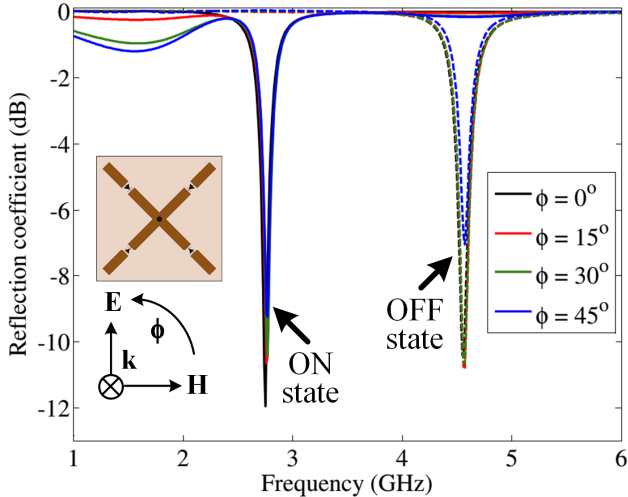 Reflection coefficient (dB)
0
-2
-4
-6
-8
-10
-12
ϕ = 0°
ϕ = 15°
ϕ = 30°
ϕ = 45°
E
ϕ
k
H
ON
state
OFF
state
1
2
3
4
5
6
Frequency (GHz)